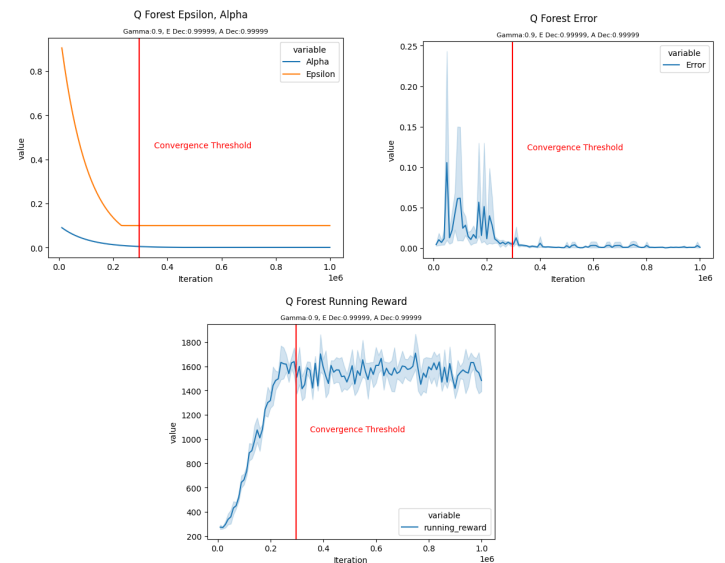 Q Forest Epsilon, Alpha
Gamma:0.9, E Dec:0.99999, A Dec:0.99999
variable
Alpha
Epsilon
Convergence Threshold
value
0.8
0.6
0.4
0.2
0.0
0.0 0.2 0.4 0.6 0.8 1.0
1e6
Iteration
Q Forest Error
Gamma:0.9, E Dec:0.99999, A Dec:0.99999
variable
Error
Convergence Threshold
value
0.25
0.20
0.15
0.10
0.05
0.00
0.0 0.2 0.4 0.6 0.8 1.0
1e6
Iteration
Q Forest Running Reward
Gamma:0.9, E Dec:0.99999, A Dec:0.99999
1800
1600
1400
1200
1000
800
600
400
200
value
Convergence Threshold
variable
running_reward
0.0 0.2 0.4 0.6 0.8 1.0
1e6
Iteration